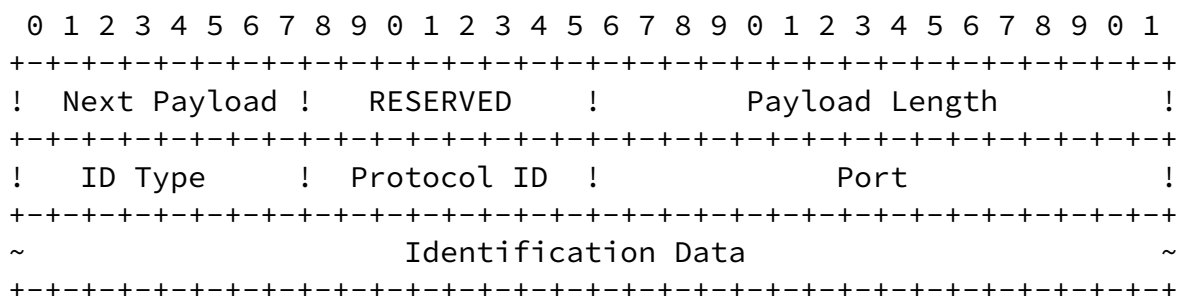 0 1 2 3 4 5 6 7 8 9 0 1 2 3 4 5 6 7 8 9 0 1 2 3 4 5 6 7 8 9 0 1
+-+-+-+-+-+-+-+-+-+-+-+-+-+-+-+-+-+-+-+-+-+-+-+-+-+-+-+-+-+-+-+-+
!  Next Payload !   RESERVED    !        Payload Length         !
+-+-+-+-+-+-+-+-+-+-+-+-+-+-+-+-+-+-+-+-+-+-+-+-+-+-+-+-+-+-+-+-+
!   ID Type     !  Protocol ID  !             Port              !
+-+-+-+-+-+-+-+-+-+-+-+-+-+-+-+-+-+-+-+-+-+-+-+-+-+-+-+-+-+-+-+-+
~                     Identification Data                       ~
+-+-+-+-+-+-+-+-+-+-+-+-+-+-+-+-+-+-+-+-+-+-+-+-+-+-+-+-+-+-+-+-+